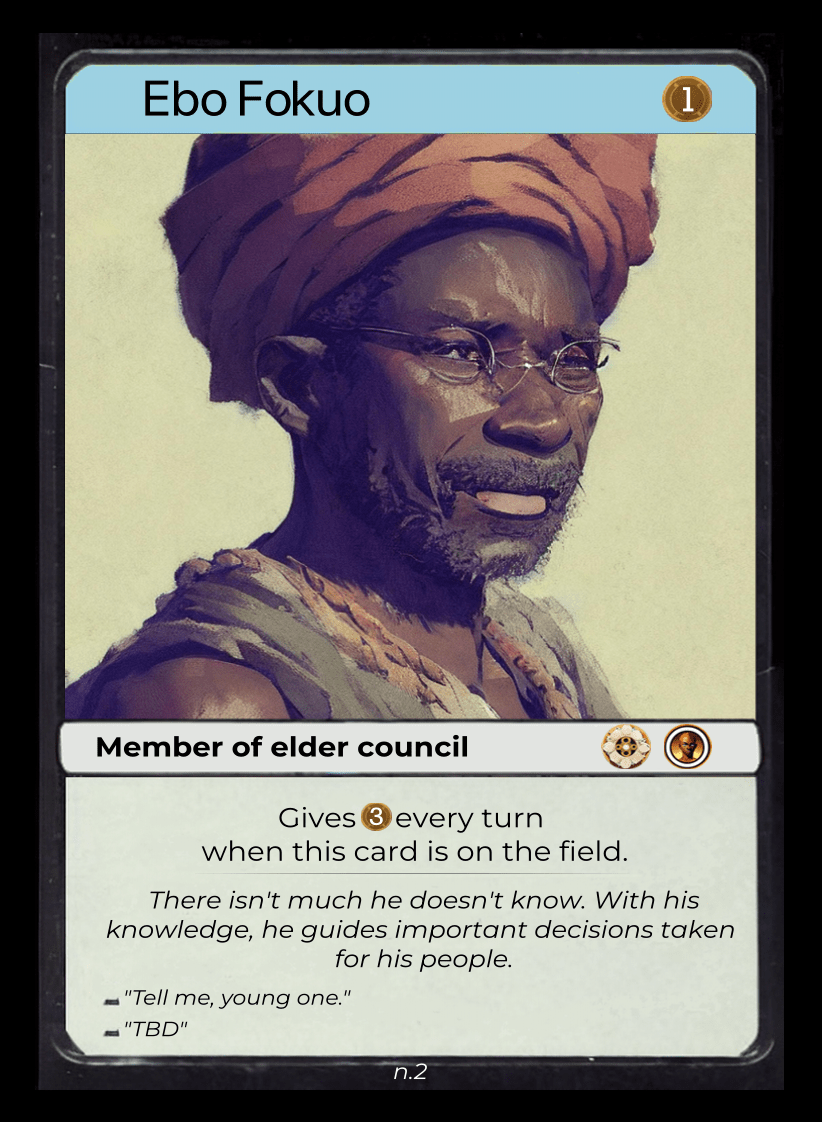 Ebo Fokuo
1
Member of elder council
Gives 3 every turn
when this card is on the field.
There isn't much he doesn't know. With his
knowledge, he guides important decisions taken
for his people.
"Tell me, young one."
"TBD"
n.2